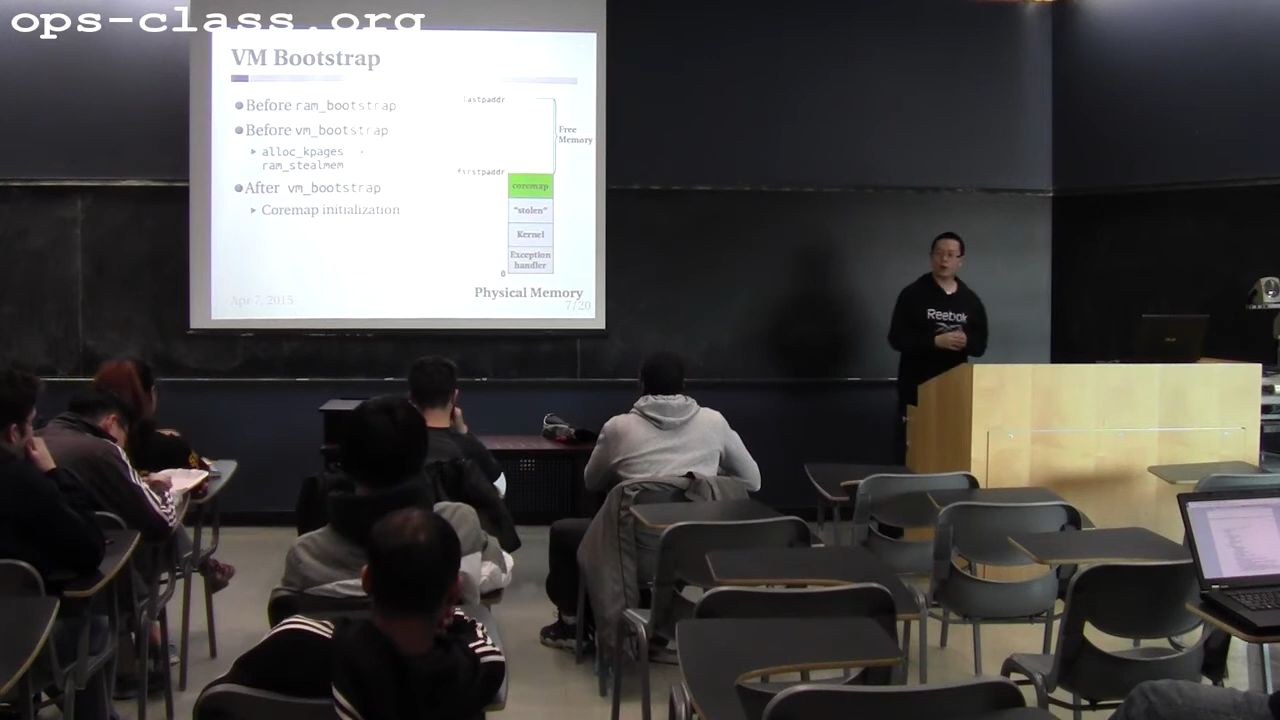 ops-class.org
VM Bootstrap
Before ram_bootstrap
Before vm_bootstrap
alloc_kpages
ram_stealmem
After vm_bootstrap
Coremap initialization
lastpaddr
Free
Memory
firstpaddr
coremap
"stolen"
Kernel
Exception
handler
0
Physical Memory
Apr 7, 2015
7/20
Reebok